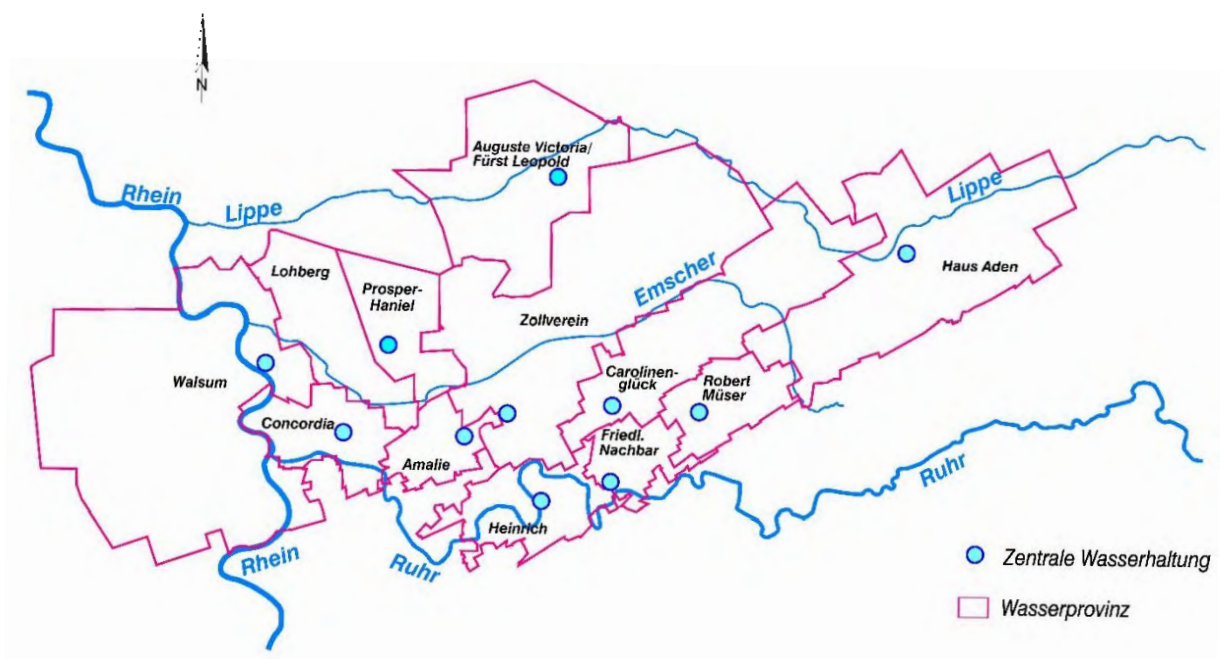 N
Auguste Victoria/
Fürst Leopold
Rhein
Lippe
Lippe
Lohberg
Haus Aden
Prosper-
Haniel
Emscher
Zollverein
Walsum
Carolinen-
glück
Robert
Müser
Concordia
Friedl.
Nachbar
Amalie
Ruhr
Heinrich
Rhein
Ruhr
Zentrale Wasserhaltung
Wasserprovinz